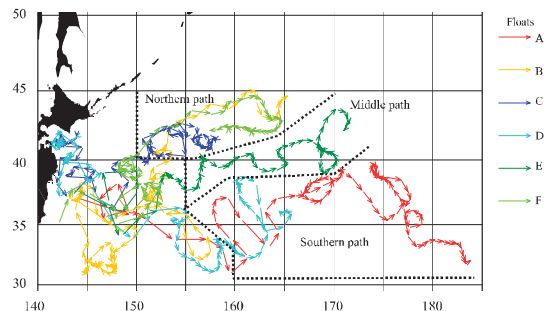 50
Floats
A
45
Northern path
Middle path
B
C
40
D
E
35
F
Southern path
30
140 150 160 170 180